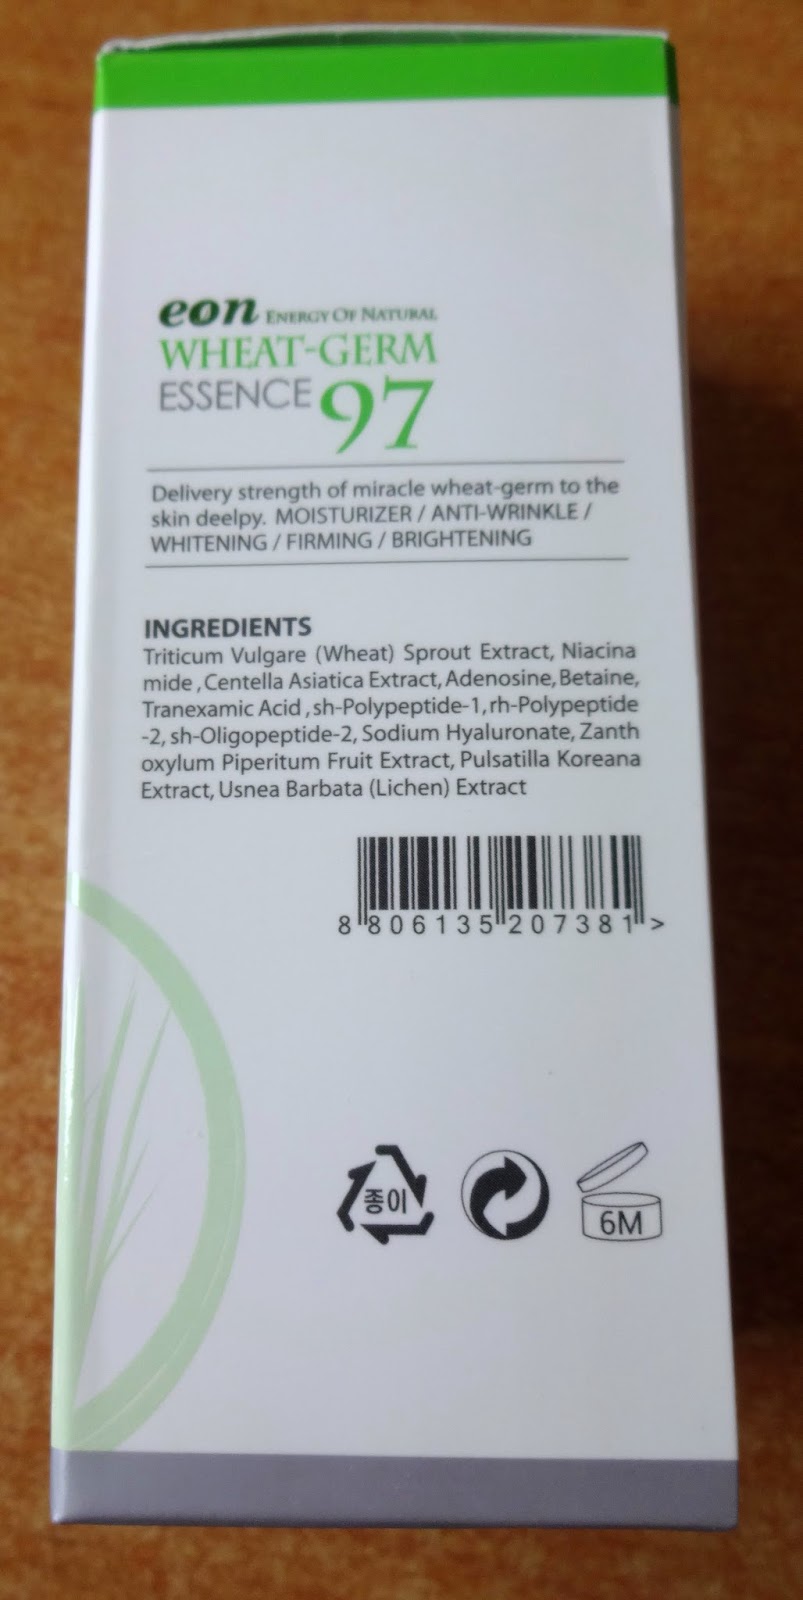 eon ENERGY OF NATURAL
WHEAT-GERM
ESSENCE 97
Delivery strength of miracle wheat-germ to the
skin deelpy. MOISTURIZER / ANTI-WRINKLE /
WHITENING / FIRMING / BRIGHTENING
INGREDIENTS
Triticum Vulgare (Wheat) Sprout Extract, Niacina
mide , Centella Asiatica Extract, Adenosine, Betaine,
Tranexamic Acid , sh-Polypeptide-1, rh-Polypeptide
-2, sh-Oligopeptide-2, Sodium Hyaluronate, Zanth
oxylum Piperitum Fruit Extract, Pulsatilla Koreana
Extract, Usnea Barbata (Lichen) Extract
8 806135 207381 >
종이
6M